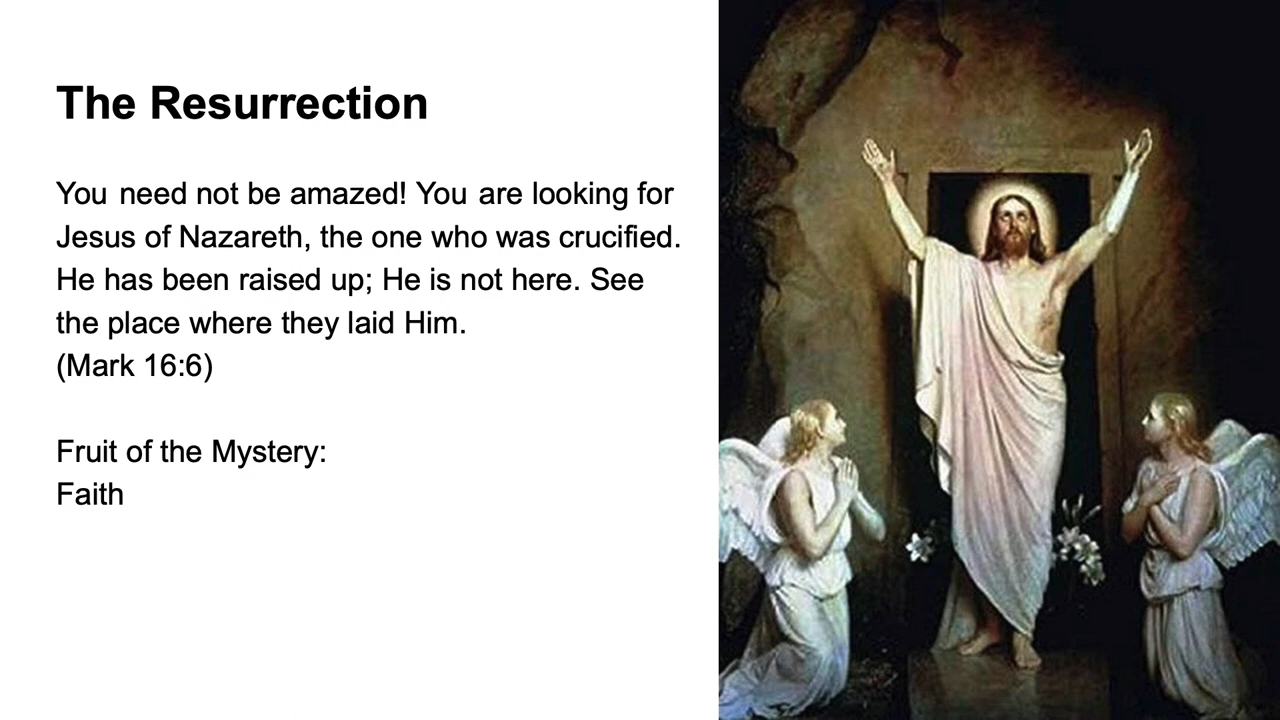 The Resurrection
You need not be amazed! You are looking for
Jesus of Nazareth, the one who was crucified.
He has been raised up; He is not here. See
the place where they laid Him.
(Mark 16:6)
Fruit of the Mystery:
Faith